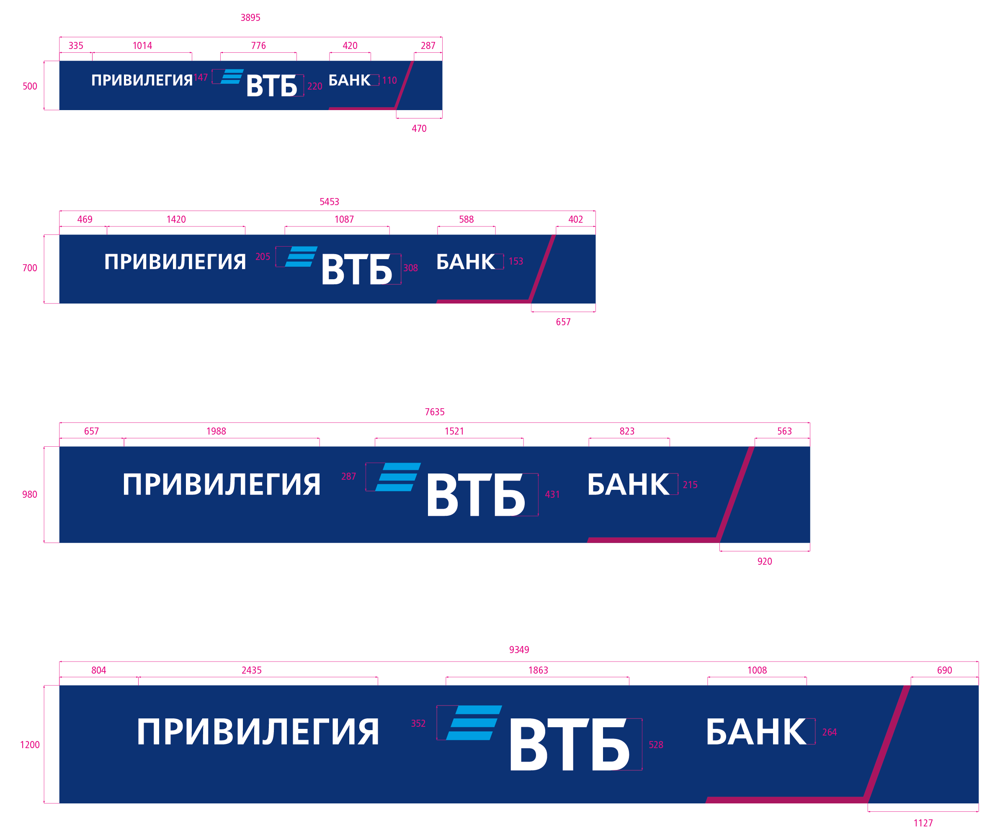 3895
335 1014 776 420 287
500 ПРИВИЛЕГИЯ 147 ВТБ 220 БАНК 110
470
5453
469 1420 1087 588 402
700 ПРИВИЛЕГИЯ 205 ВТБ 308 БАНК 153
657
7635
657 1988 1521 823 563
980 ПРИВИЛЕГИЯ 287 ВТБ 431 БАНК 215
920
9349
804 2435 1863 1008 690
1200 ПРИВИЛЕГИЯ 352 ВТБ 528 БАНК 264
1127